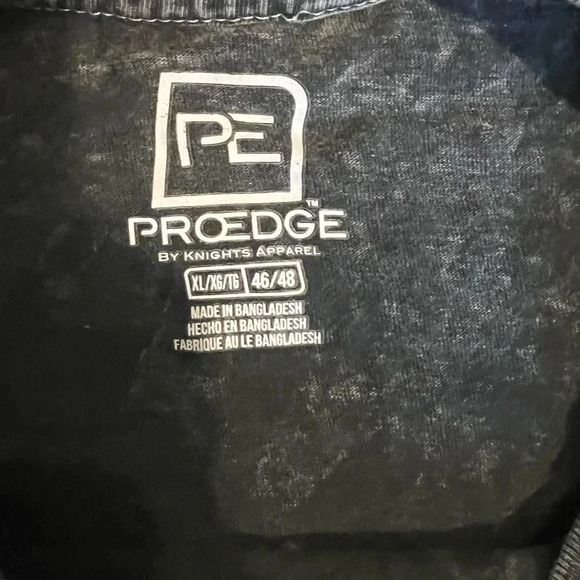 PE
PROEDGE™
BY KNIGHTS APPAREL
XL/XG/TG 46/48
MADE IN BANGLADESH
HECHO EN BANGLADESH
FABRIQUE AU LE BANGLADESH